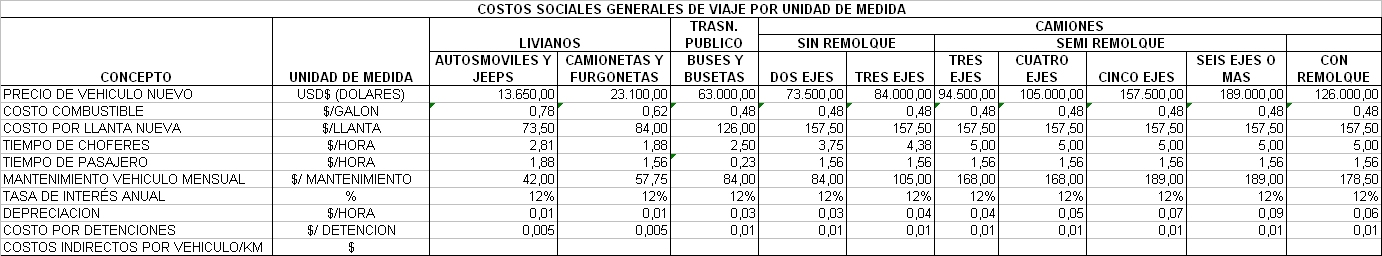 COSTOS SOCIALES GENERALES DE VIAJE POR UNIDAD DE MEDIDA
CONCEPTO UNIDAD DE MEDIDA LIVIANOS TRASN. PUBLICO CAMIONES
SIN REMOLQUE SEMI REMOLQUE
AUTOSMOVILES Y JEEPS CAMIONETAS Y FURGONETAS BUSES Y BUSETAS DOS EJES TRES EJES TRES EJES CUATRO EJES CINCO EJES SEIS EJES O MAS CON REMOLQUE
PRECIO DE VEHICULO NUEVO USD$ (DOLARES) 13.650,00 23.100,00 63.000,00 73.500,00 84.000,00 94.500,00 105.000,00 157.500,00 189.000,00 126.000,00
COSTO COMBUSTIBLE $/GALON 0,78 0,62 0,48 0,48 0,48 0,48 0,48 0,48 0,48 0,48
COSTO POR LLANTA NUEVA $/LLANTA 73,50 84,00 126,00 157,50 157,50 157,50 157,50 157,50 157,50 157,50
TIEMPO DE CHOFERES $/HORA 2,81 1,88 2,50 3,75 4,38 5,00 5,00 5,00 5,00 5,00
TIEMPO DE PASAJERO $/HORA 1,88 1,56 0,23 1,56 1,56 1,56 1,56 1,56 1,56 1,56
MANTENIMIENTO VEHICULO MENSUAL $/ MANTENIMIENTO 42,00 57,75 84,00 84,00 105,00 168,00 168,00 189,00 189,00 178,50
TASA DE INTERÉS ANUAL % 12% 12% 12% 12% 12% 12% 12% 12% 12% 12%
DEPRECIACION $/HORA 0,01 0,01 0,03 0,03 0,04 0,04 0,05 0,07 0,09 0,06
COSTO POR DETENCIONES $/ DETENCION 0,005 0,005 0,01 0,01 0,01 0,01 0,01 0,01 0,01 0,01
COSTOS INDIRECTOS POR VEHICULO/KM $